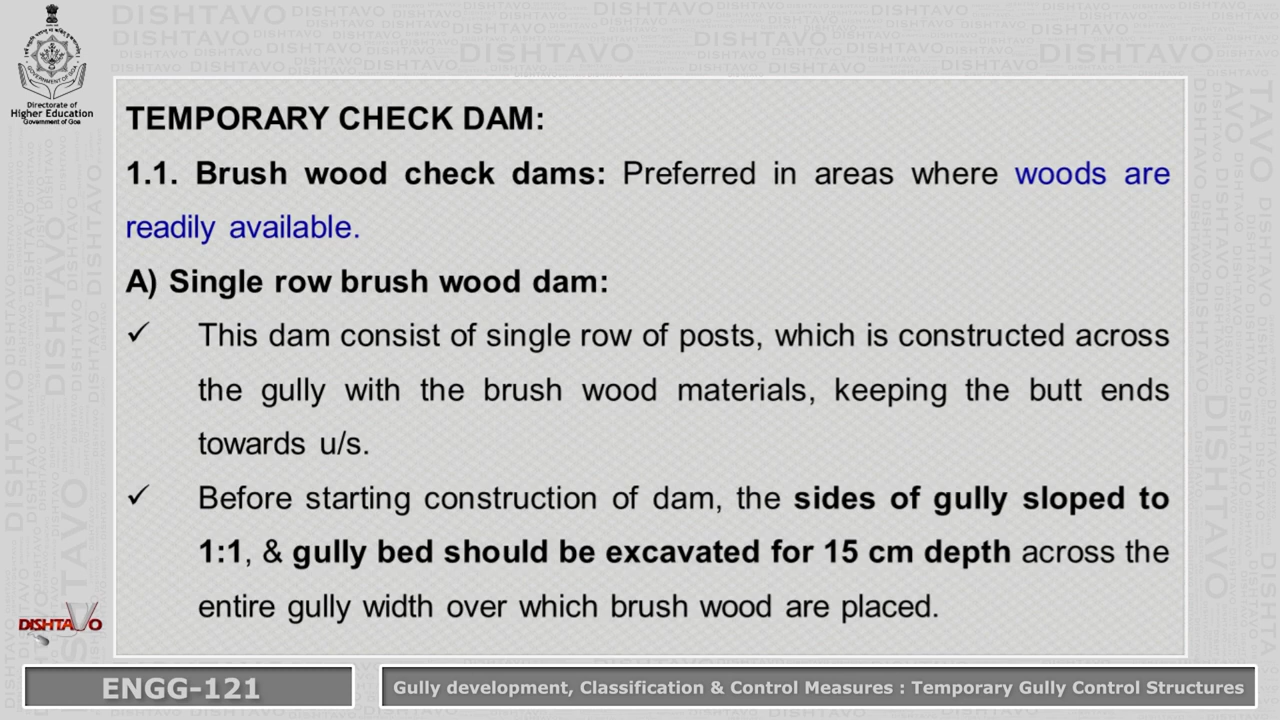 Directorate of
Higher Education
Government of Goa
TEMPORARY CHECK DAM:
1.1. Brush wood check dams: Preferred in areas where woods are
readily available.
A) Single row brush wood dam:
✓ This dam consist of single row of posts, which is constructed across
the gully with the brush wood materials, keeping the butt ends
towards u/s.
✓ Before starting construction of dam, the sides of gully sloped to
1:1, & gully bed should be excavated for 15 cm depth across the
entire gully width over which brush wood are placed.
DISHTAVO
ENGG-121
Gully development, Classification & Control Measures : Temporary Gully Control Structures